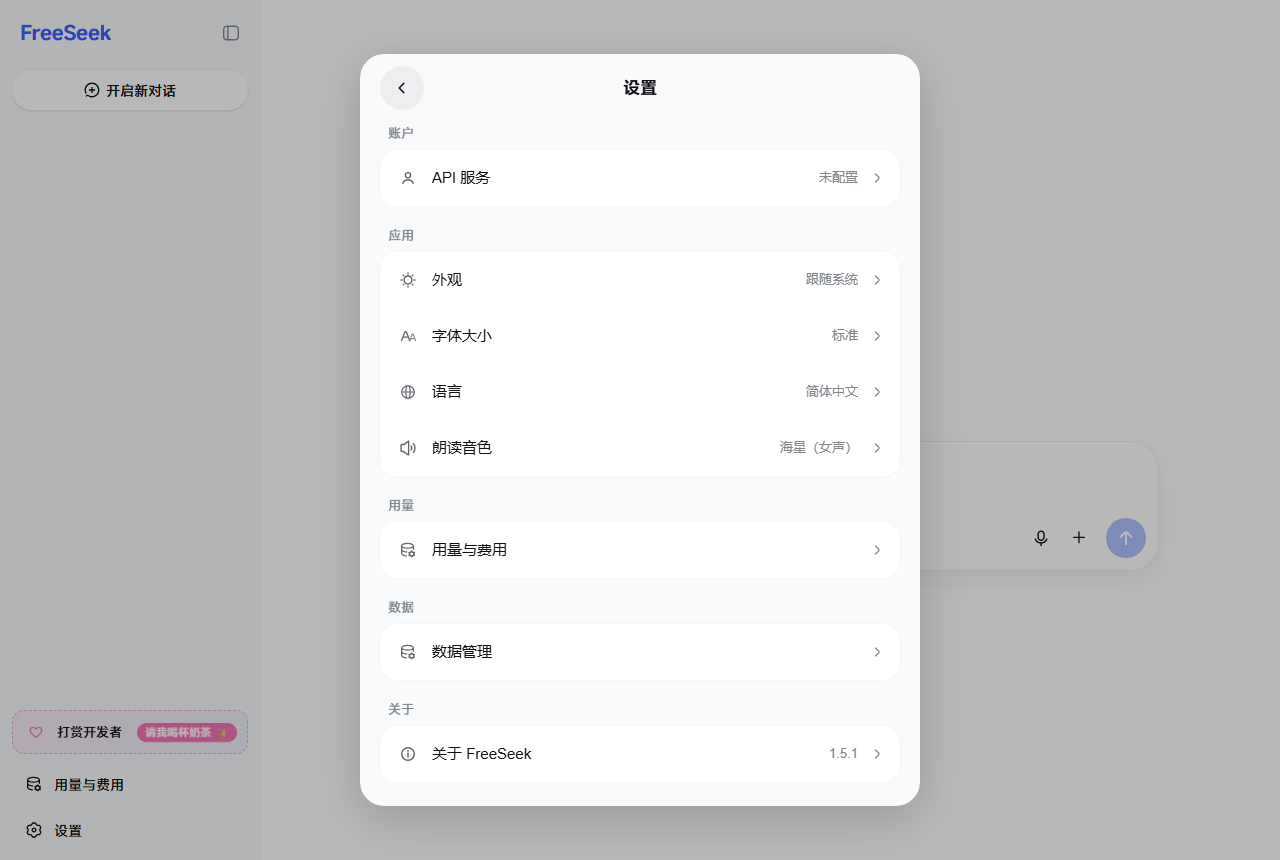 FreeSeek
开启新对话
设置
账户
API 服务
未配置
应用
外观
跟随系统
字体大小
标准
语言
简体中文
朗读音色
海星（女声）
用量
用量与费用
数据
数据管理
关于
关于 FreeSeek
1.5.1
打赏开发者
请我喝杯奶茶
用量与费用
设置